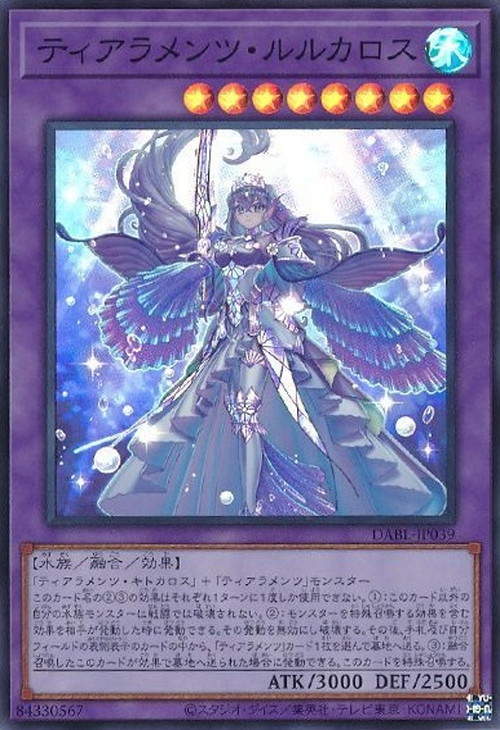 ティアラメンツ・ルルカロス
水
DABL-JP039
【水族／融合／効果】
「ティアラメンツ・キトカロス」＋「ティアラメンツ」モンスター
このカード名の②③の効果はそれぞれ１ターンに１度しか使用できない。①：このカード以外の
自分の水族モンスターは戦闘では破壊されない。②：モンスターを特殊召喚する効果を含む
効果を相手が発動した時に発動できる。その発動を無効にし破壊する。その後、手札及び自分
フィールドの表側表示のカードの中から、「ティアラメンツ」カード１枚を選んで墓地へ送る。③：融合
召喚したこのカードが効果で墓地へ送られた場合に発動できる。このカードを特殊召喚する。
ATK/3000 DEF/2500
84330567
©スタジオ・ダイス／集英社・テレビ東京・KONAMI